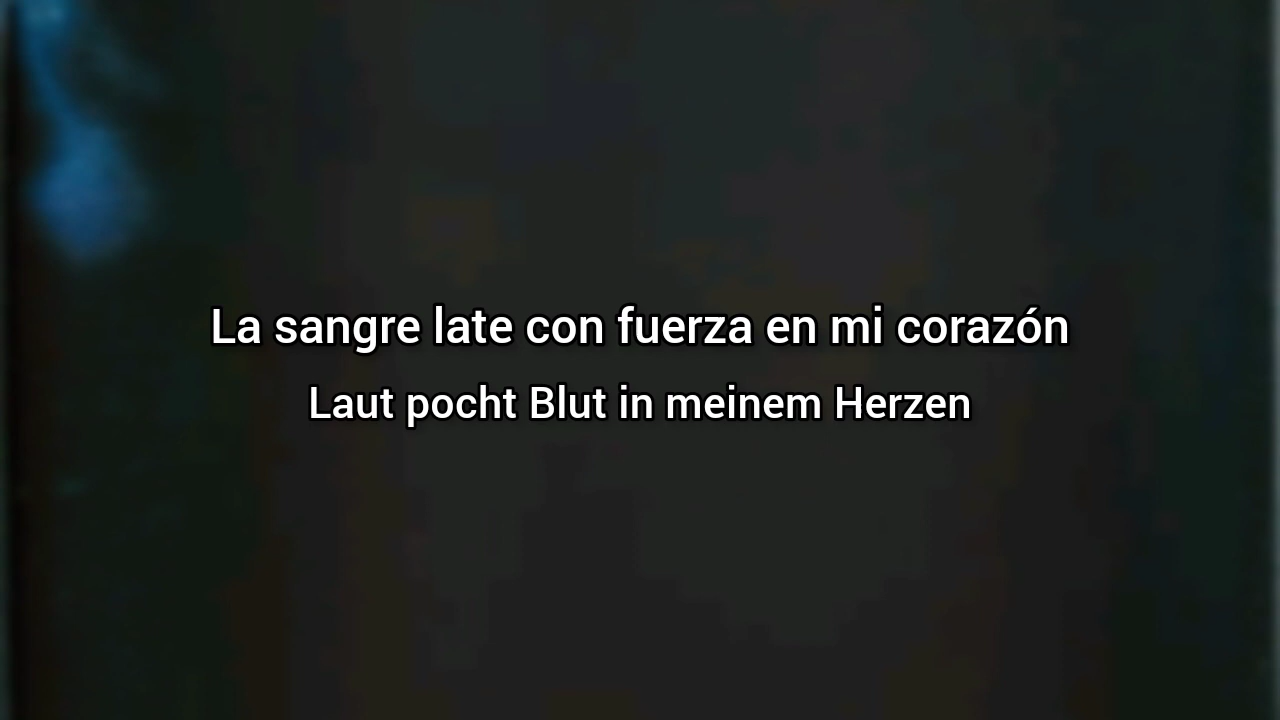 La sangre late con fuerza en mi corazón
Laut pocht Blut in meinem Herzen